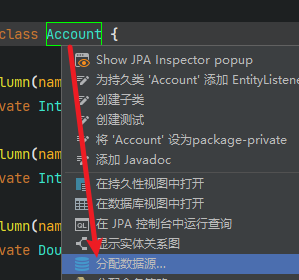 class Account {
Show JPA Inspector popup
为持久类 'Account' 添加 EntityListene
lumn(nam
创建子类
ivate Int
创建测试
将 'Account' 设为package-private
lumn(nam
添加 Javadoc
ivate Int
在持久性视图中打开
在数据库视图中打开
lumn(nam
QL 在 JPA 控制台中运行查询
ivate Dou
显示实体关系图
分配数据源...